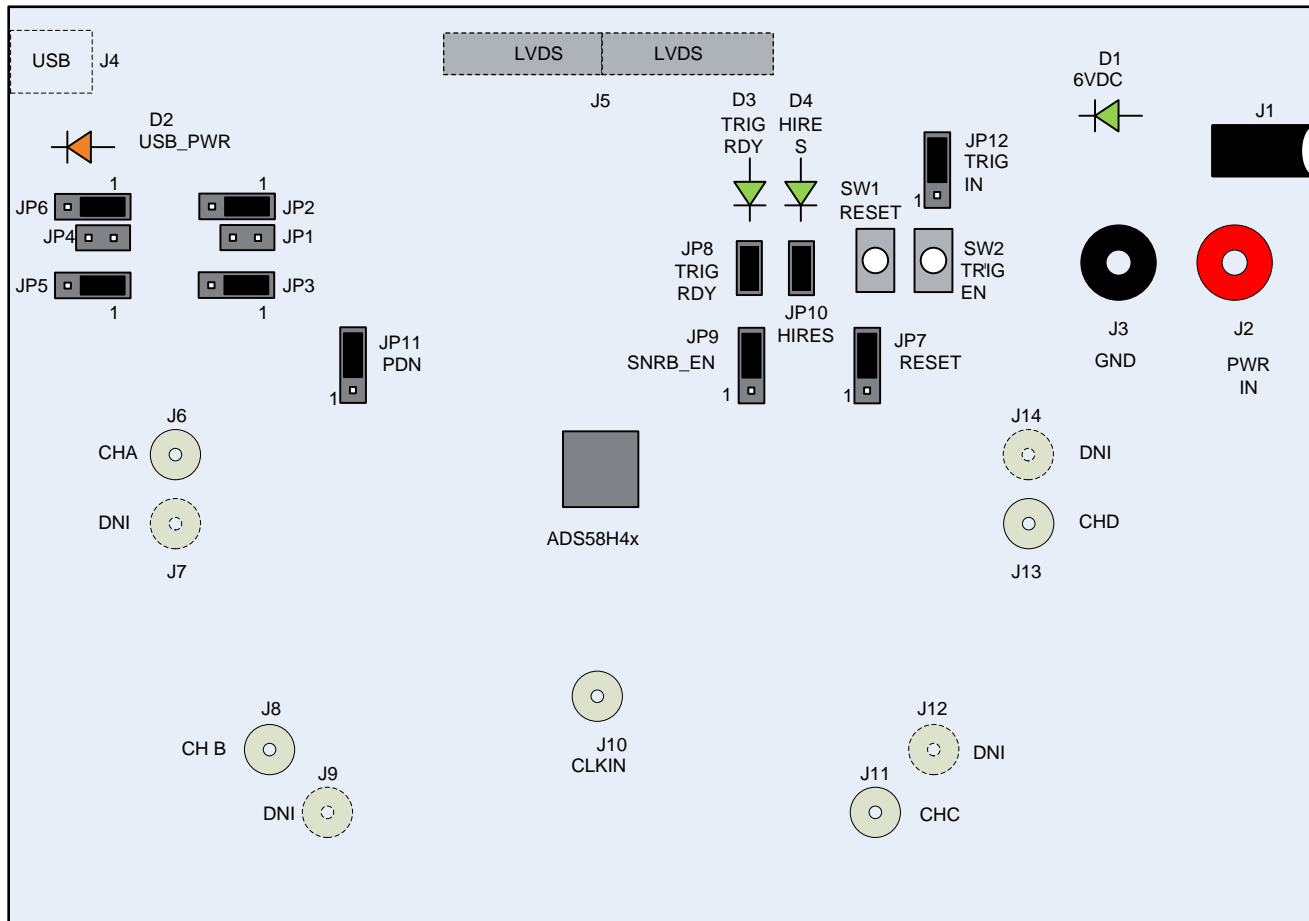 USB
J4
LVDS
LVDS
J5
D1
6VDC
J1
D2
USB_PWR
D3
TRIG
RDY
D4
HIRE
S
JP12
TRIG
IN
1
1
1
JP6
JP2
JP4
JP1
JP5
JP3
1
1
SW1
RESET
SW2
TRIG
EN
JP8
TRIG
RDY
JP10
HIRES
J3
GND
J2
PWR
IN
JP11
PDN
1
JP9
SNRB_EN
1
JP7
RESET
1
J6
CHA
DNI
J7
ADS58H4x
J14
DNI
CHD
J13
J8
CH B
J9
DNI
J10
CLKIN
J12
DNI
J11
CHC